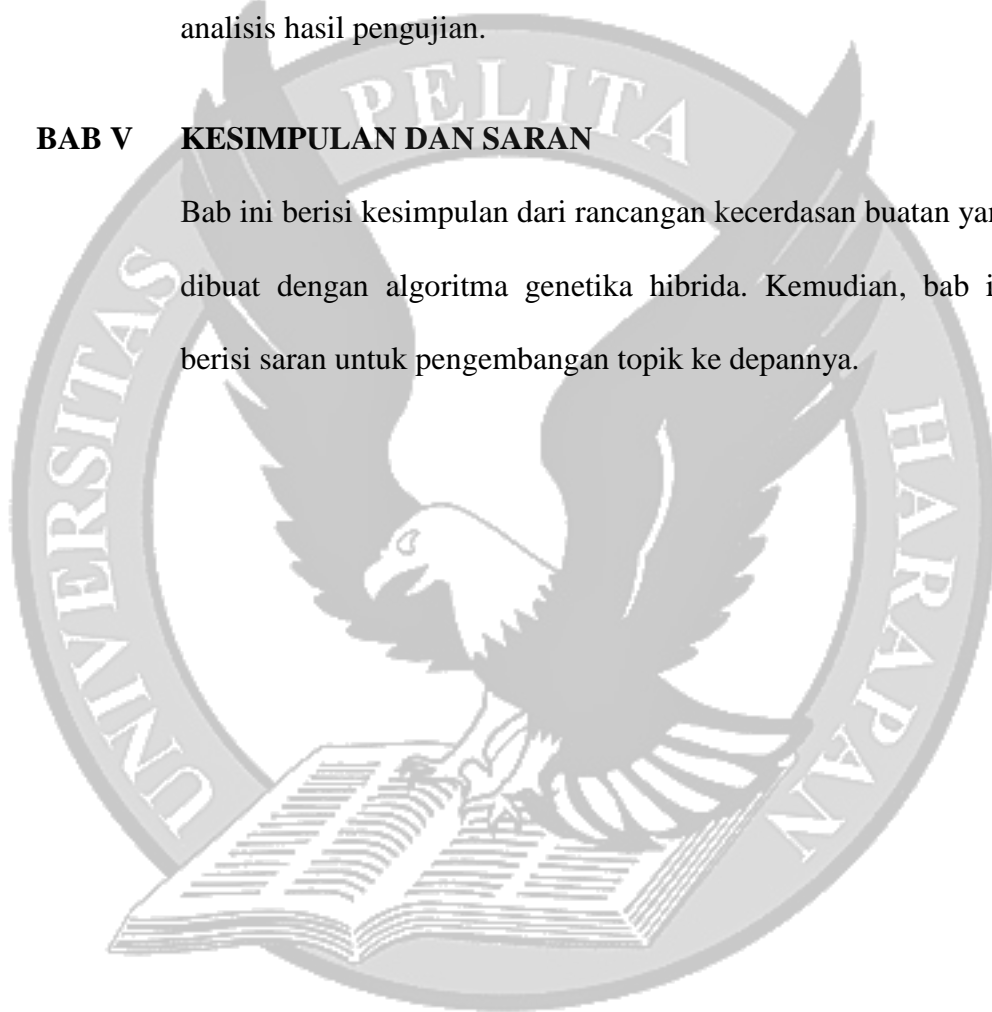 analisis hasil pengujian.
BAB V KESIMPULAN DAN SARAN
Bab ini berisi kesimpulan dari rancangan kecerdasan buatan yan
dibuat dengan algoritma genetika hibrida. Kemudian, bab i
berisi saran untuk pengembangan topik ke depannya.
UNIVERSITAS PELITA HARAPAN